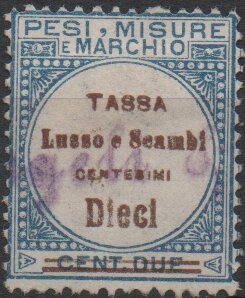 PESI, MISURE
E MARCHIO
TASSA
Lusso e Scambi
CENTESIMI
Dieci
CENT. DUE